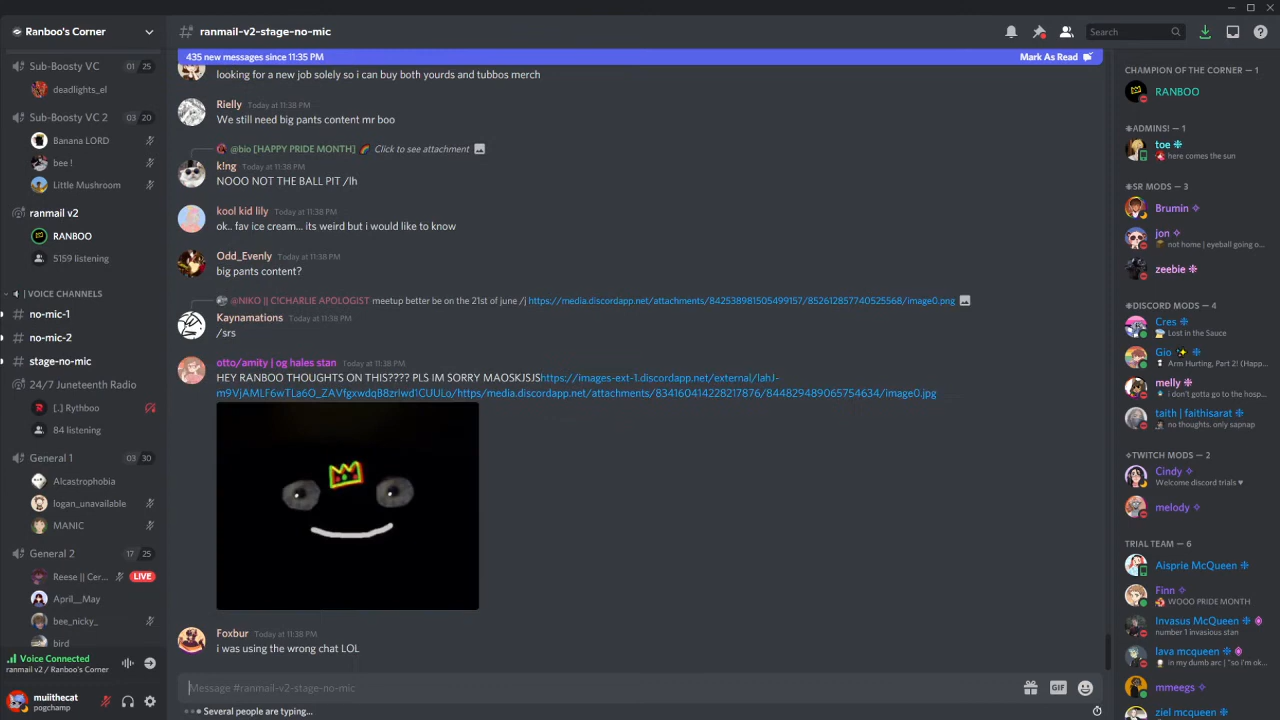 Ranboo's Corner
Sub-Boosty VC 01 25
deadlights_el
Sub-Boosty VC 2 03 20
Banana LORD
bee !
Little Mushroom
ranmail v2
RANBOO
5159 listening
VOICE CHANNELS
no-mic-1
no-mic-2
stage-no-mic
24/7 Juneteenth Radio
[.] Rythboo
84 listening
General 1 03 30
Alcastrophobia
logan_unavailable
MANIC
General 2 17 25
Reese || Cer... LIVE
April__May
bee_nicky_
bird
Voice Connected
ranmail v2 / Ranboo's Corner
muiithecat
pogchamp
ranmail-v2-stage-no-mic
Search
435 new messages since 11:35 PM Mark As Read
looking for a new job solely so i can buy both yourds and tubbos merch
Rielly Today at 11:38 PM
We still need big pants content mr boo
@bio [HAPPY PRIDE MONTH] 🌈 Click to see attachment
k!ng Today at 11:38 PM
NOOO NOT THE BALL PIT /lh
kool kid lily Today at 11:38 PM
ok.. fav ice cream... its weird but i would like to know
Odd_Evenly Today at 11:38 PM
big pants content?
@NIKO || C!CHARLIE APOLOGIST meetup better be on the 21st of june /j https://media.discordapp.net/attachments/842538981505499157/852612857740525568/image0.png
Kaynamations Today at 11:38 PM
/srs
otto/amity | og hales stan Today at 11:38 PM
HEY RANBOO THOUGHTS ON THIS???? PLS IM SORRY MAOSKJSJShttps://images-ext-1.discordapp.net/external/lahJ-
m9VjAMLF6wTLa6O_ZAVfgxwdqB8zrlwd1CUULo/https/media.discordapp.net/attachments/834160414228217876/844829489065754634/image0.jpg
Foxbur Today at 11:38 PM
i was using the wrong chat LOL
Message #ranmail-v2-stage-no-mic
GIF
Several people are typing...
CHAMPION OF THE CORNER — 1
RANBOO
❉ADMINS! — 1
toe ❉
here comes the sun
✧SR MODS — 3
Brumin ✧
jon ✧
not home | eyeball going o...
zeebie ❉
❉DISCORD MODS — 4
Cres ❉
Lost in the Sauce
Gio ✨ ❉
Arm Hurting, Part 2! (Happ...
melly ❉
i don't gotta go to the hosp...
taith | faithisarat ❉
no thoughts. only sapnap
✧TWITCH MODS — 2
Cindy ✧
Welcome discord trials ♥
melody ✧
TRIAL TEAM — 6
Aisprie McQueen ❉
Finn ✧
WOOO PRIDE MONTH
Invasus McQueen ❉
number 1 invasious stan
lava mcqueen ❉
in my dumb arc | "so i'm ok...
mmeegs ✧
ziel mcqueen ❉